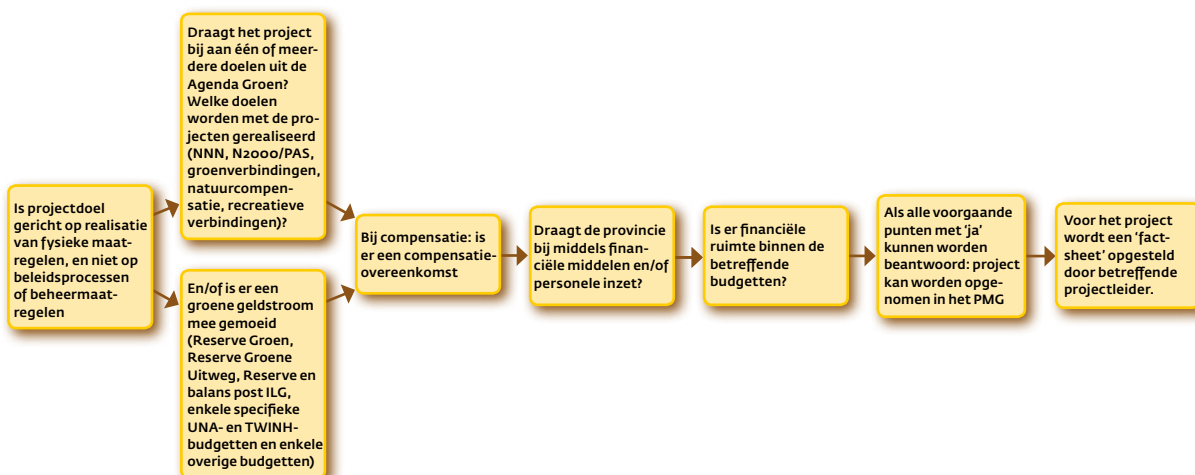 Is projectdoel
gericht op realisatie
van fysieke maat-
regelen, en niet op
beleidsprocessen
of beheermaat-
regelen
Draagt het project
bij aan één of meer-
dere doelen uit de
Agenda Groen?
Welke doelen
worden met de pro-
jecten gerealiseerd
(NNN, N2000/PAS,
groenverbindingen,
natuurcompen-
satie, recreatieve
verbindingen)?
En/of is er een
groene geldstroom
mee gemoeid
(Reserve Groen,
Reserve Groene
Uitweg, Reserve en
balans post ILG,
enkele specifieke
UNA- en TWINH-
budgetten en enkele
overige budgetten)
Bij compensatie: is
er een compensatie-
overeenkomst
Draagt de provincie
bij middels finan-
ciële middelen en/of
personele inzet?
Is er financiële
ruimte binnen de
betreffende
budgetten?
Als alle voorgaande
punten met ‘ja’
kunnen worden
beantwoord: project
kan worden opge-
nomen in het PMG
Voor het project
wordt een ‘fact-
sheet’ opgesteld
door betreffende
projectleider.